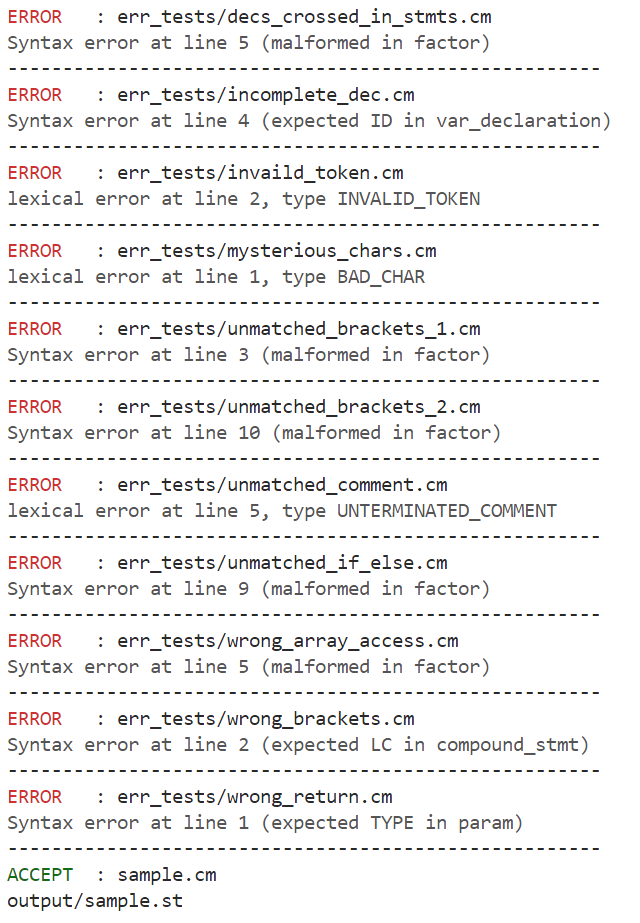 ERROR   : err_tests/decs_crossed_in_stmts.cm
Syntax error at line 5 (malformed in factor)
------------------------------------------------------
ERROR   : err_tests/incomplete_dec.cm
Syntax error at line 4 (expected ID in var_declaration)
------------------------------------------------------
ERROR   : err_tests/invaild_token.cm
lexical error at line 2, type INVALID_TOKEN
------------------------------------------------------
ERROR   : err_tests/mysterious_chars.cm
lexical error at line 1, type BAD_CHAR
------------------------------------------------------
ERROR   : err_tests/unmatched_brackets_1.cm
Syntax error at line 3 (malformed in factor)
------------------------------------------------------
ERROR   : err_tests/unmatched_brackets_2.cm
Syntax error at line 10 (malformed in factor)
------------------------------------------------------
ERROR   : err_tests/unmatched_comment.cm
lexical error at line 5, type UNTERMINATED_COMMENT
------------------------------------------------------
ERROR   : err_tests/unmatched_if_else.cm
Syntax error at line 9 (malformed in factor)
------------------------------------------------------
ERROR   : err_tests/wrong_array_access.cm
Syntax error at line 5 (malformed in factor)
------------------------------------------------------
ERROR   : err_tests/wrong_brackets.cm
Syntax error at line 2 (expected LC in compound_stmt)
------------------------------------------------------
ERROR   : err_tests/wrong_return.cm
Syntax error at line 1 (expected TYPE in param)
------------------------------------------------------
ACCEPT  : sample.cm
output/sample.st